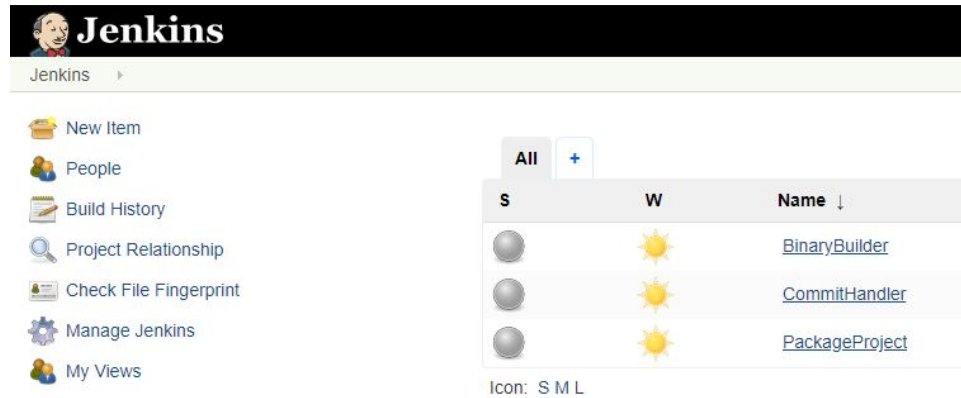 Jenkins
Jenkins
New Item
People
Build History
Project Relationship
Check File Fingerprint
Manage Jenkins
My Views
All +
S W Name ↓
BinaryBuilder
CommitHandler
PackageProject
Icon: S M L